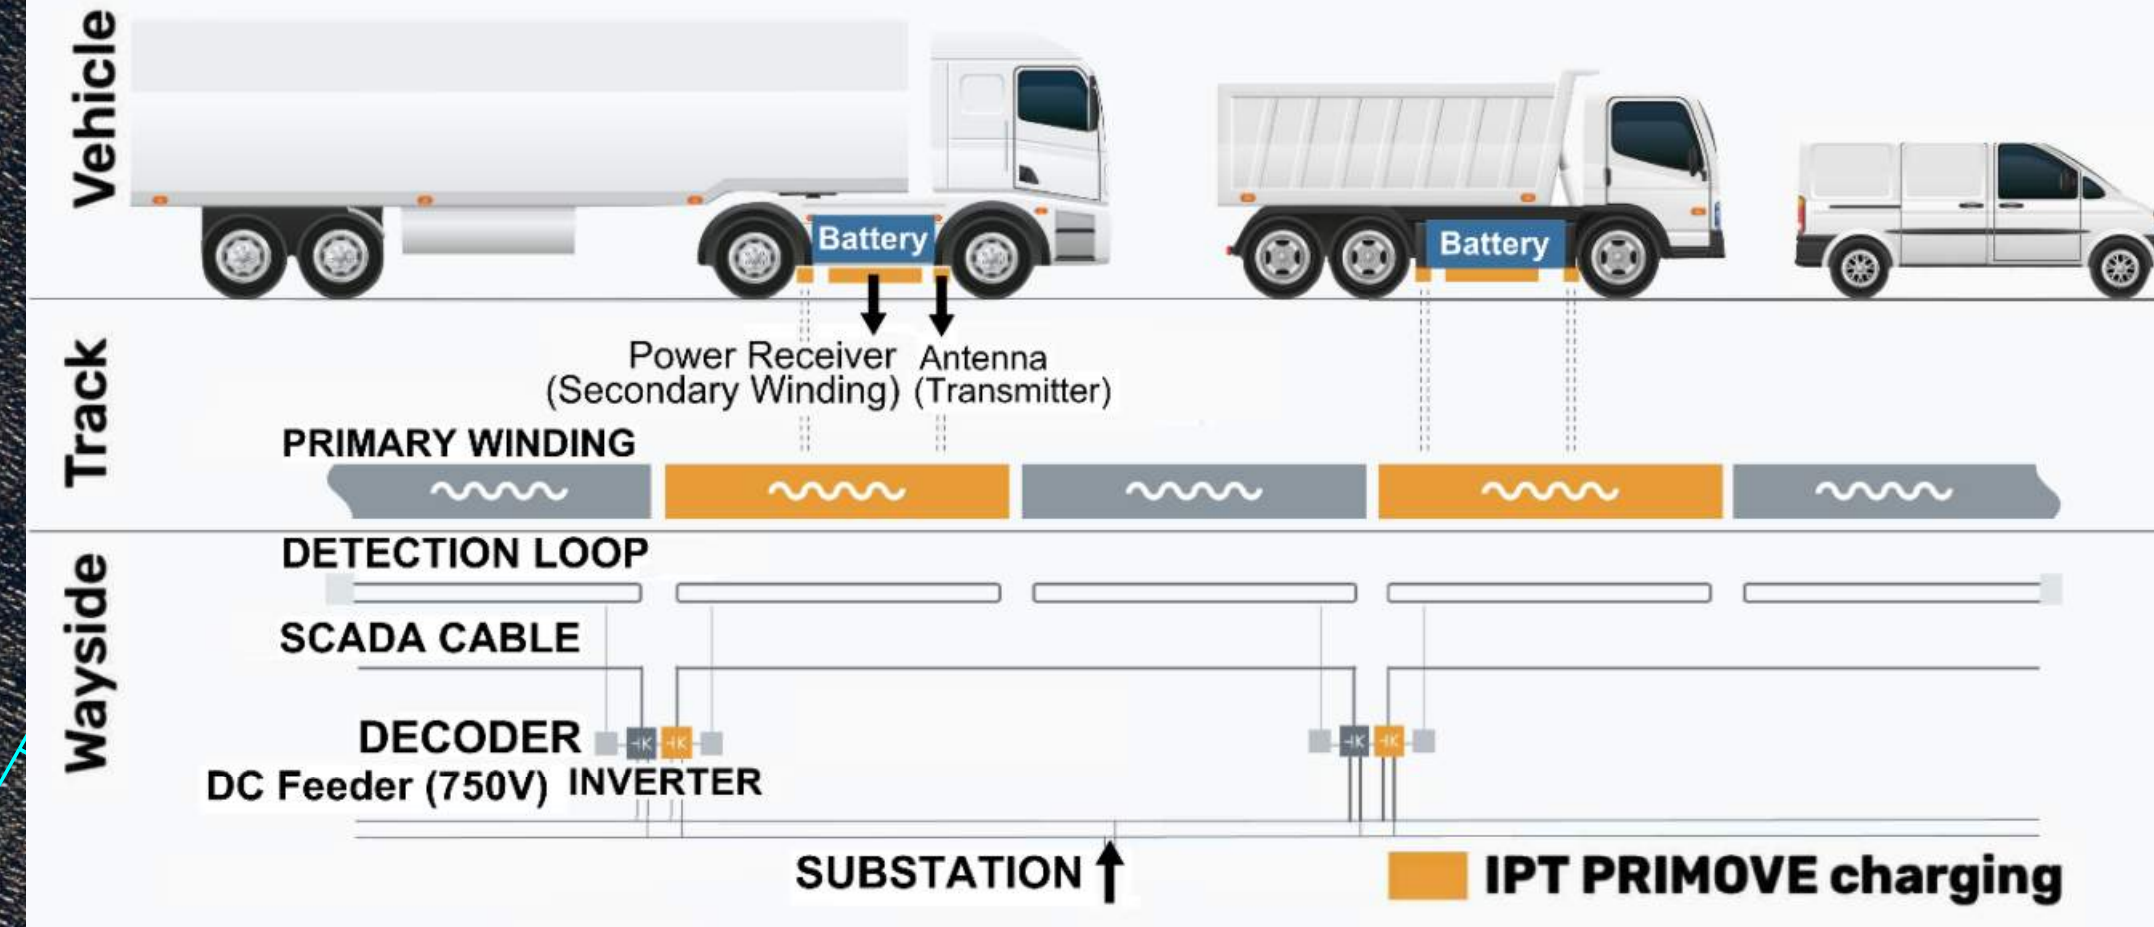 Vehicle
Battery
Battery
Track
Power Receiver
(Secondary Winding)
Antenna
(Transmitter)
PRIMARY WINDING
Wayside
DETECTION LOOP
SCADA CABLE
DECODER
DC Feeder (750V)
INVERTER
SUBSTATION
IPT PRIMOVE charging